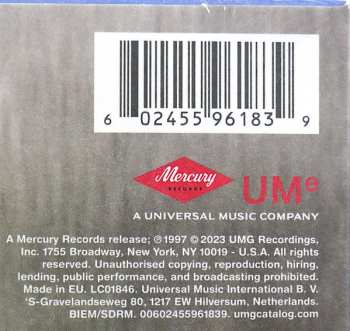 6 02455 96183 9
Mercury
RECORDS
UMe
A UNIVERSAL MUSIC COMPANY
A Mercury Records release; ℗1997 © 2023 UMG Recordings,
Inc. 1755 Broadway, New York, NY 10019 - U.S.A. All rights
reserved. Unauthorised copying, reproduction, hiring,
lending, public performance, and broadcasting prohibited.
Made in EU. LC01846. Universal Music International B. V.
'S-Gravelandseweg 80, 1217 EW Hilversum, Netherlands.
BIEM/SDRM. 00602455961839. umgcatalog.com